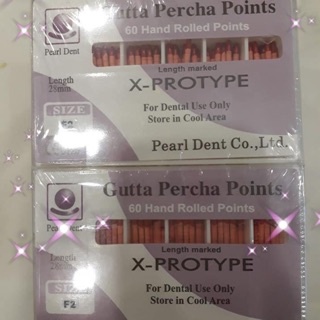 Gutta Percha Points
60 Hand Rolled Points
Pearl Dent
Length
28mm
Length marked
X-PROTYPE
SIZE
For Dental Use Only
Store in Cool Area
Pearl Dent Co.,Ltd.
Gutta Percha Points
60 Hand Rolled Points
Length marked
Length
X-PROTYPE
SIZE
F2
For Dental Use Only
Store in Cool Area